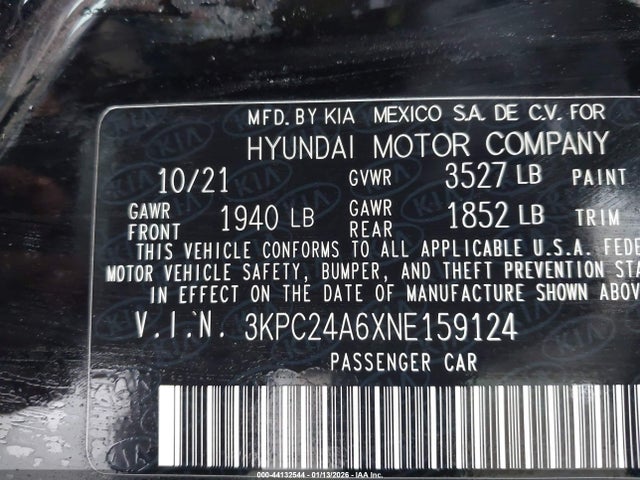 MFD. BY KIA MEXICO S.A. DE C.V. FOR
HYUNDAI MOTOR COMPANY
10/21 GVWR 3527 LB PAINT
GAWR FRONT 1940 LB GAWR REAR 1852 LB TRIM
THIS VEHICLE CONFORMS TO ALL APPLICABLE U.S.A. FEDE
MOTOR VEHICLE SAFETY, BUMPER, AND THEFT PREVENTION STA
IN EFFECT ON THE DATE OF MANUFACTURE SHOWN ABOV
V.I.N. 3KPC24A6XNE159124
PASSENGER CAR
000-44132544 - 01/13/2026 - IAA Inc.